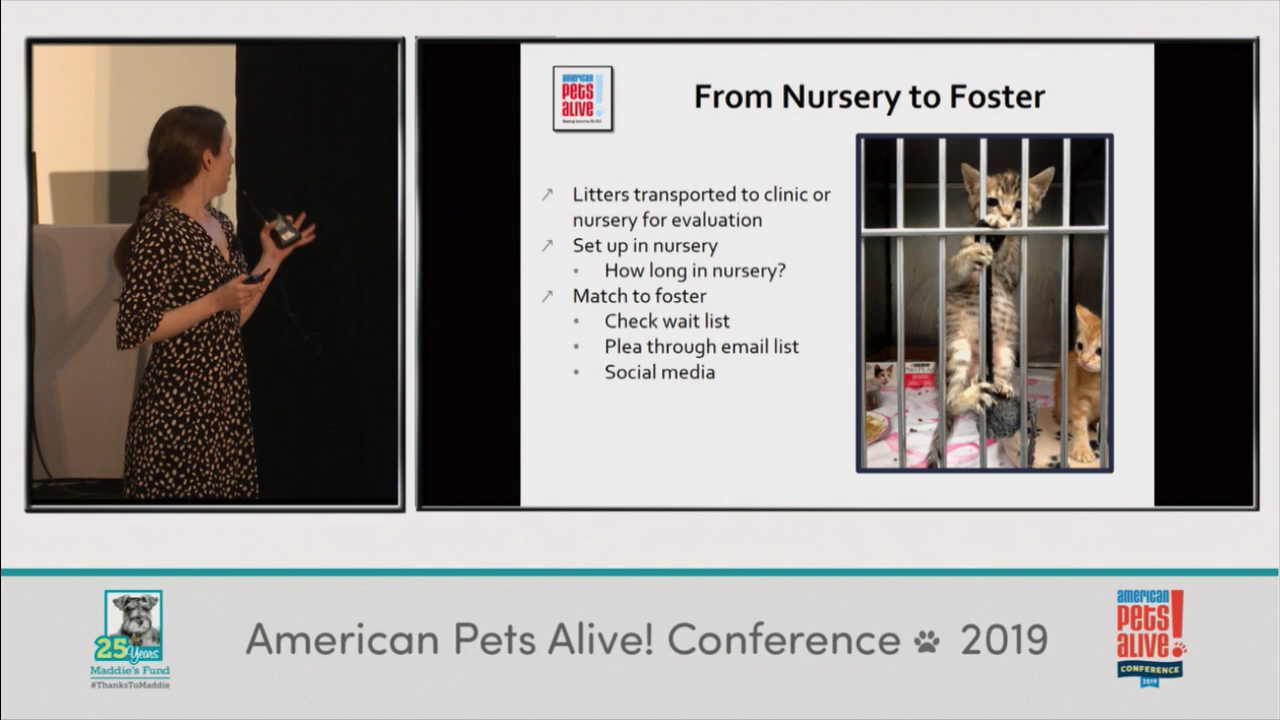 american
PETS
ALIVE!
From Nursery to Foster
Litters transported to clinic or
nursery for evaluation
Set up in nursery
How long in nursery?
Match to foster
Check wait list
Plea through email list
Social media
25 Years
Maddie's Fund
#ThanksToMaddie
American Pets Alive! Conference 2019
american
PETS
ALIVE!
CONFERENCE
2019